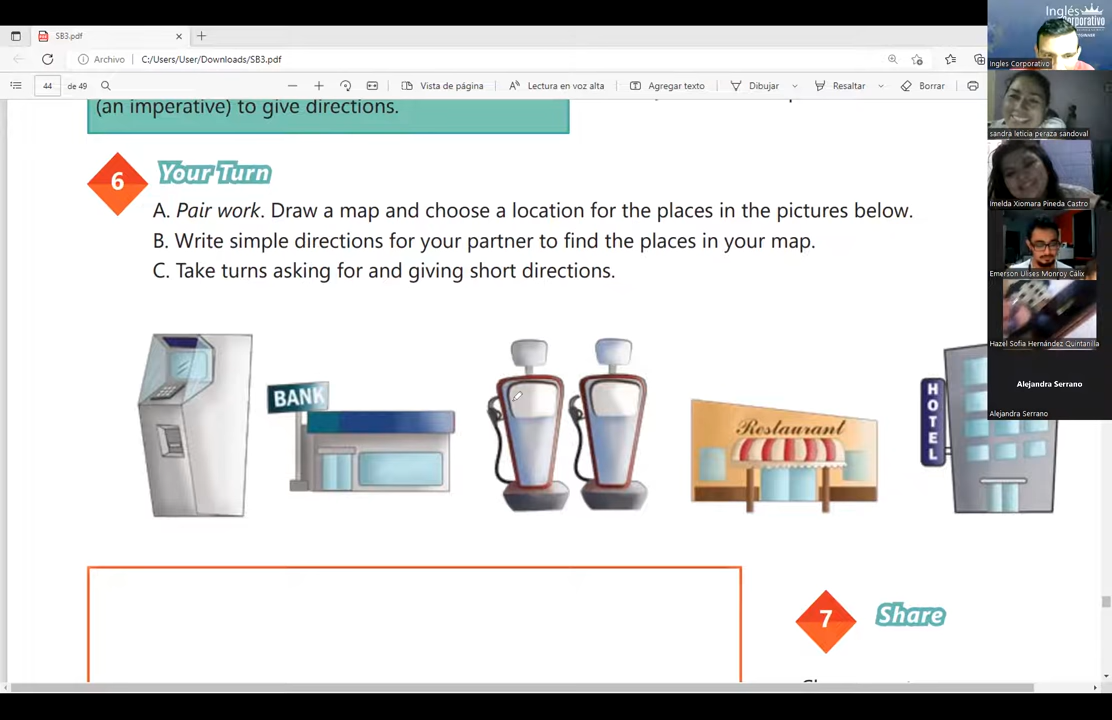 SB3.pdf
Archivo
C:/Users/User/Downloads/SB3.pdf
44
de 49
Vista de página
Lectura en voz alta
Agregar texto
Dibujar
Resaltar
Borrar
(an imperative) to give directions.
6
Your Turn
A. Pair work. Draw a map and choose a location for the places in the pictures below.
B. Write simple directions for your partner to find the places in your map.
C. Take turns asking for and giving short directions.
BANK
Restaurant
HOTEL
7
Share
Inglés
Corporativo
Ingles Corporativo
sandra leticia peraza sandoval
Imelda Xiomara Pineda Castro
Emerson Ulises Monroy Calix
Hazel Sofia Hernández Quintanilla
Alejandra Serrano
Alejandra Serrano